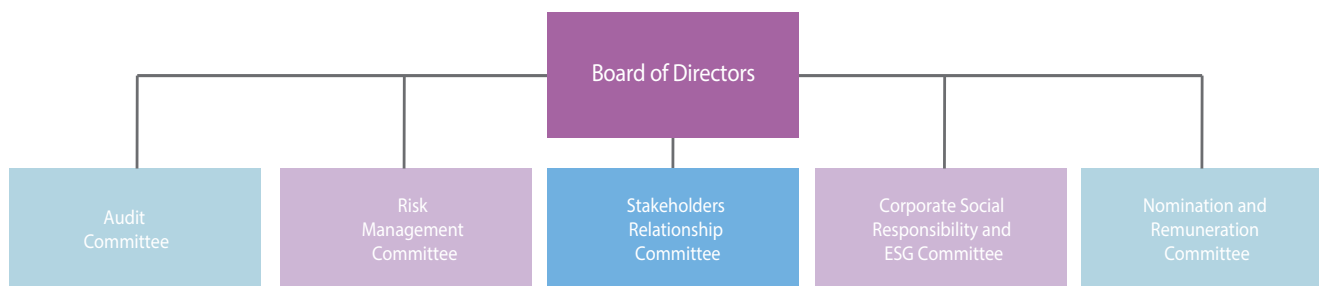 Board of Directors
Audit
Committee
Risk
Management
Committee
Stakeholders
Relationship
Committee
Corporate Social
Responsibility and
ESG Committee
Nomination and
Remuneration
Committee